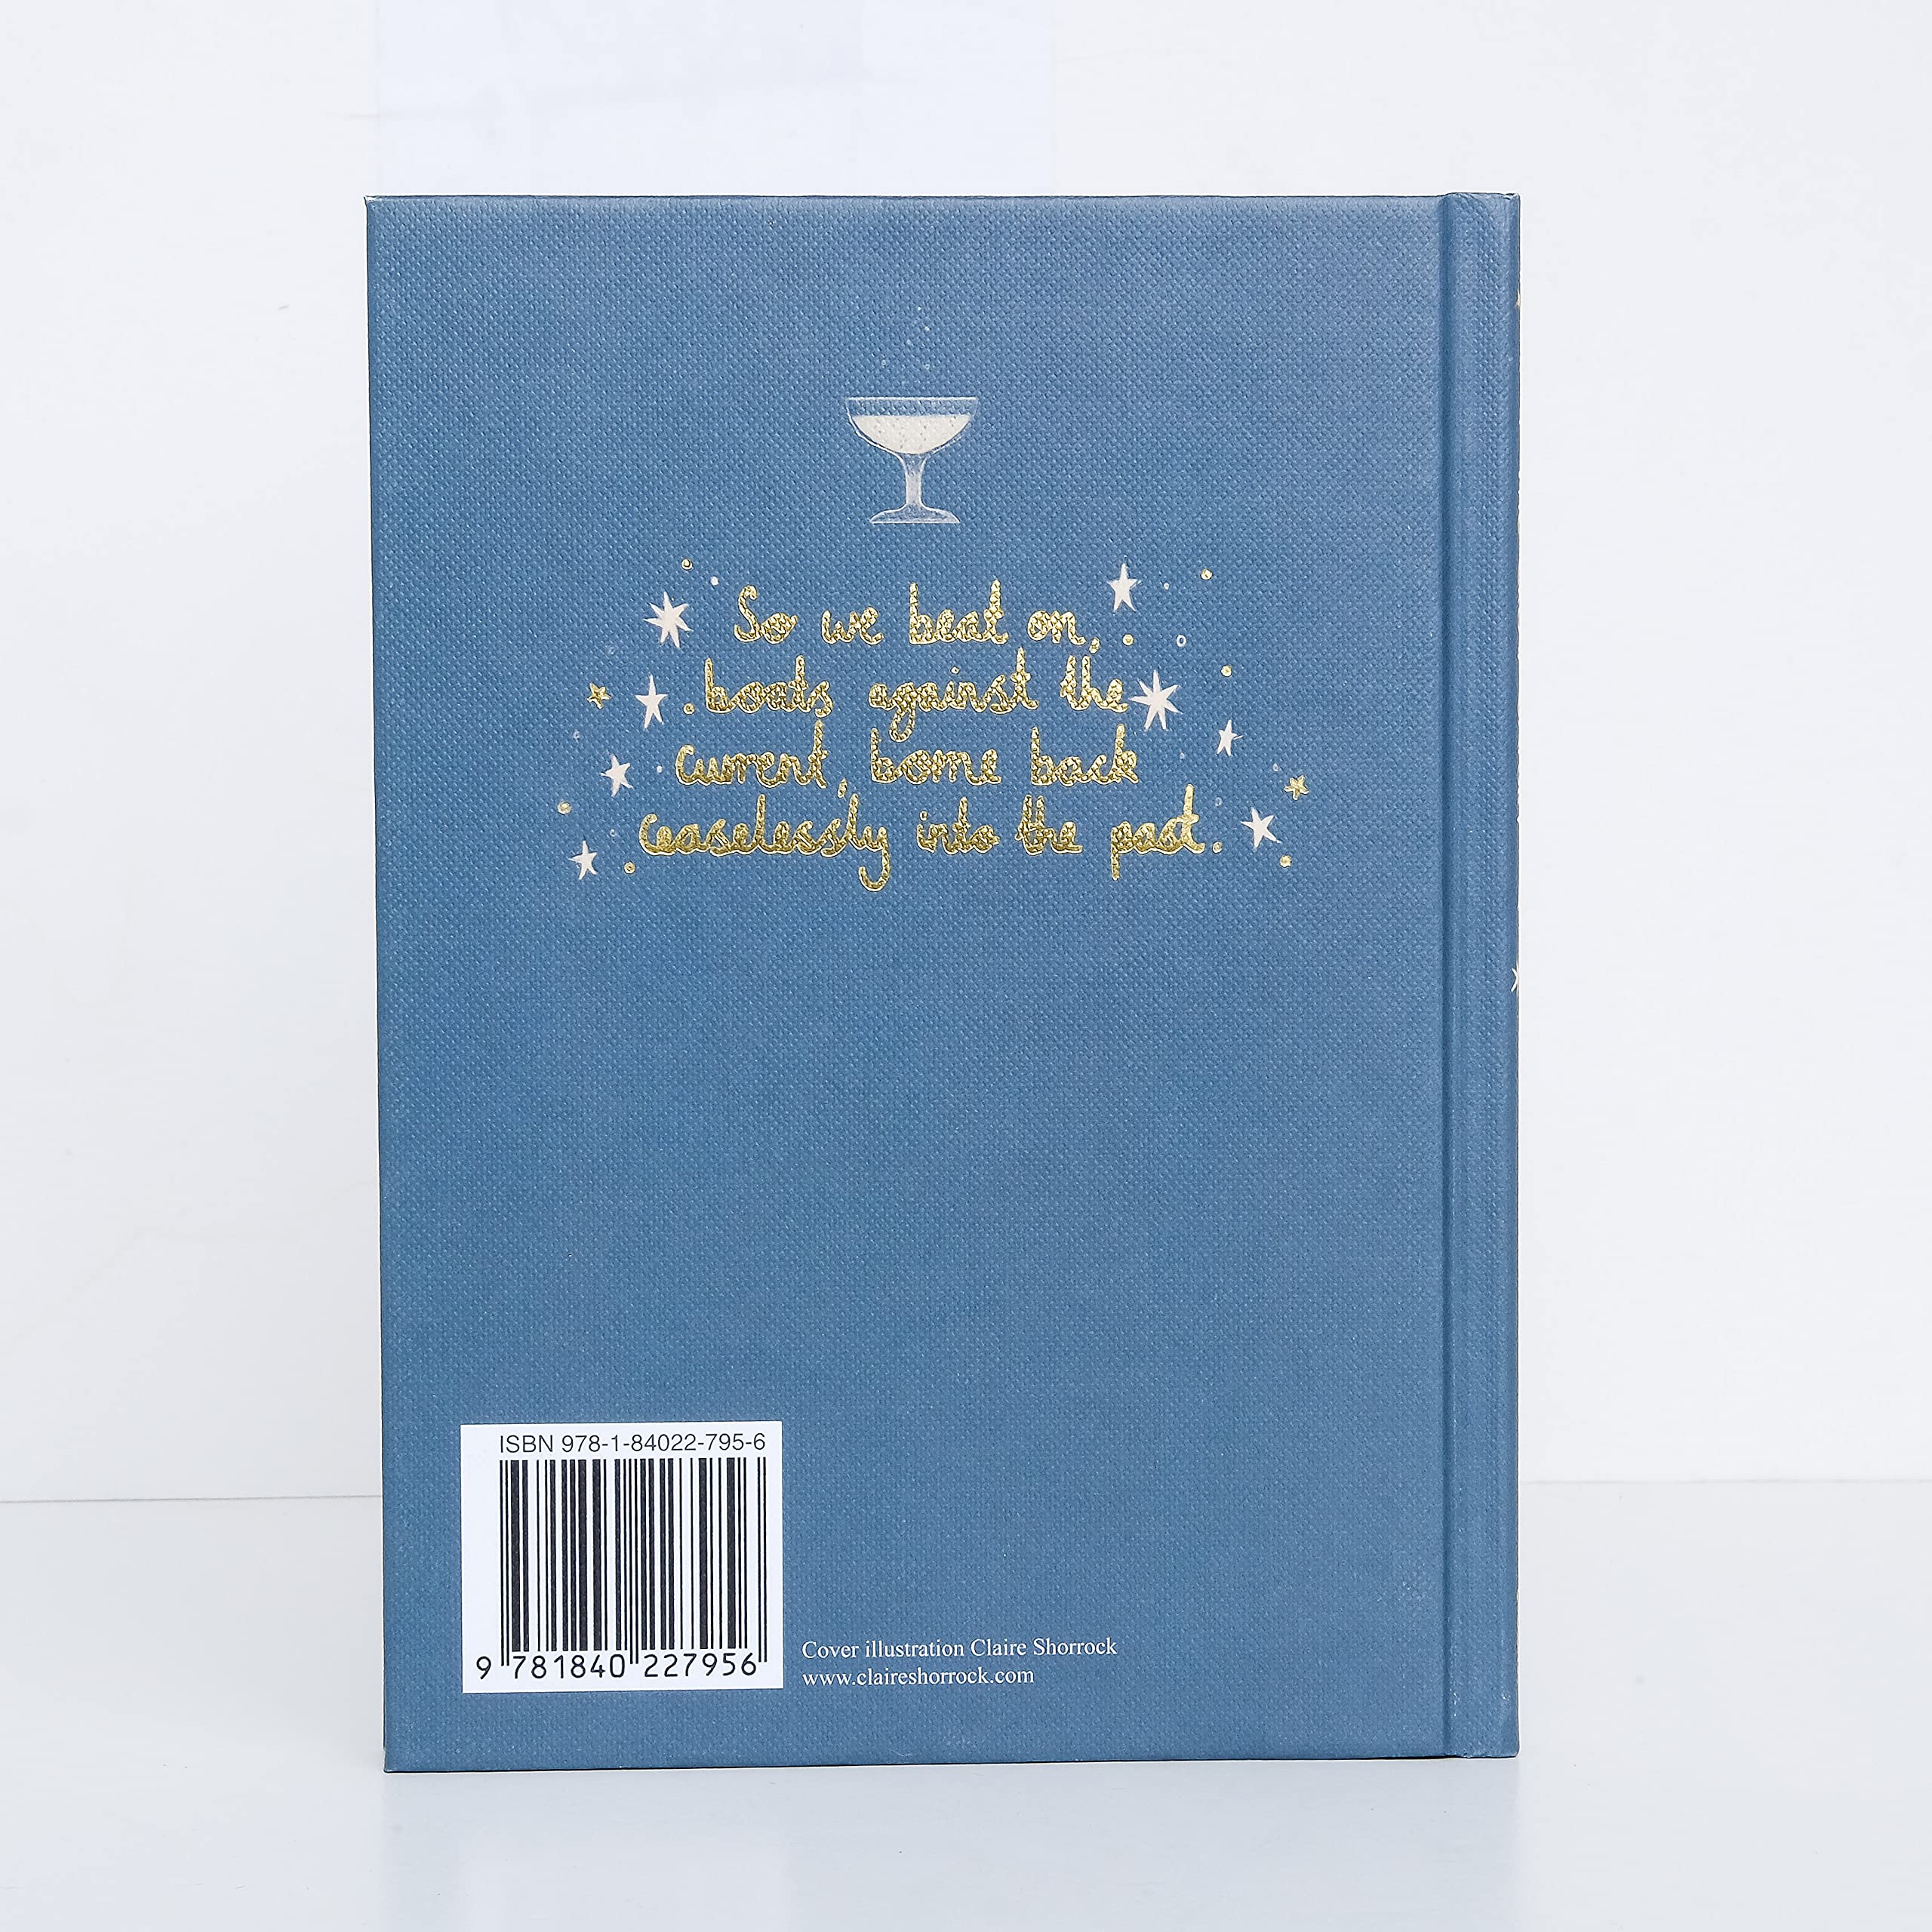 So we beat on,
boats against the
current, borne back
ceaselessly into the past.
ISBN 978-1-84022-795-6
9 781840 227956
Cover illustration Claire Shorrock
www.claireshorrock.com